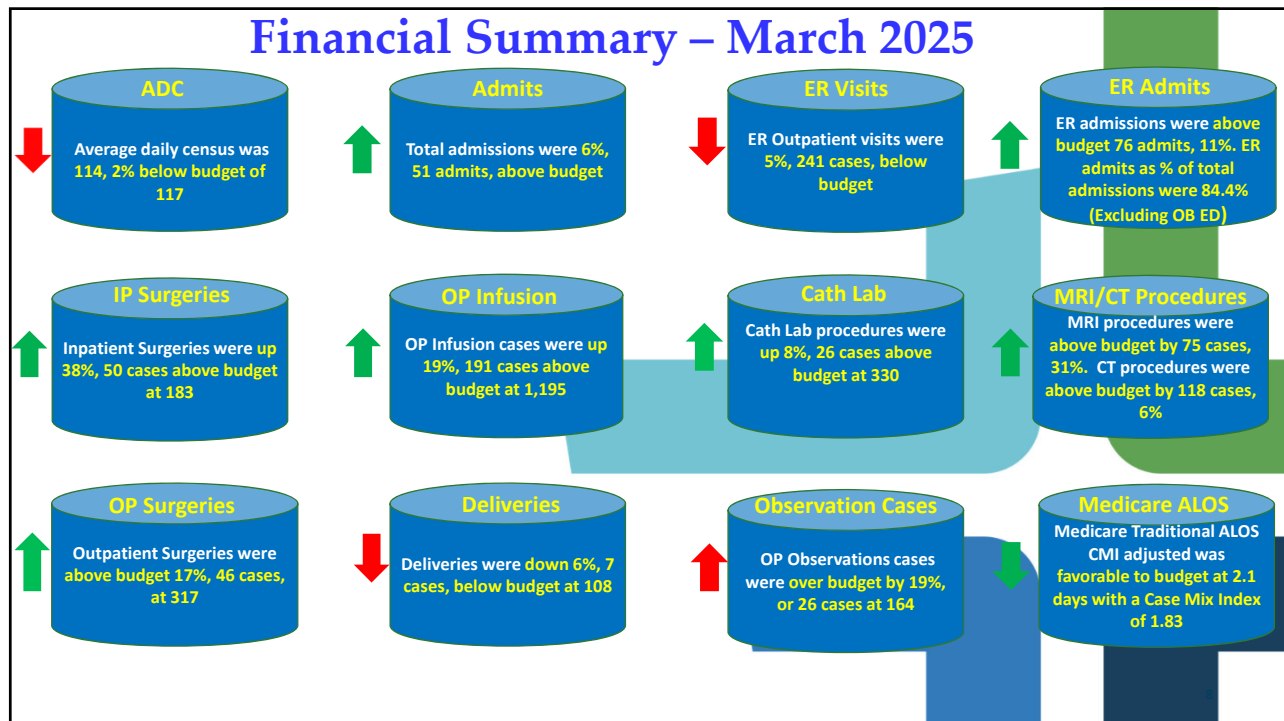 Financial Summary – March 2025
ADC
Average daily census was
114, 2% below budget of
117
Admits
Total admissions were 6%,
51 admits, above budget
ER Visits
ER Outpatient visits were
5%, 241 cases, below
budget
ER Admits
ER admissions were above
budget 76 admits, 11%. ER
admits as % of total
admissions were 84.4%
(Excluding OB ED)
IP Surgeries
Inpatient Surgeries were up
38%, 50 cases above budget
at 183
OP Infusion
OP Infusion cases were up
19%, 191 cases above
budget at 1,195
Cath Lab
Cath Lab procedures were
up 8%, 26 cases above
budget at 330
MRI/CT Procedures
MRI procedures were
above budget by 75 cases,
31%. CT procedures were
above budget by 118 cases,
6%
OP Surgeries
Outpatient Surgeries were
above budget 17%, 46 cases,
at 317
Deliveries
Deliveries were down 6%, 7
cases, below budget at 108
Observation Cases
OP Observations cases
were over budget by 19%,
or 26 cases at 164
Medicare ALOS
Medicare Traditional ALOS
CMI adjusted was
favorable to budget at 2.1
days with a Case Mix Index
of 1.83